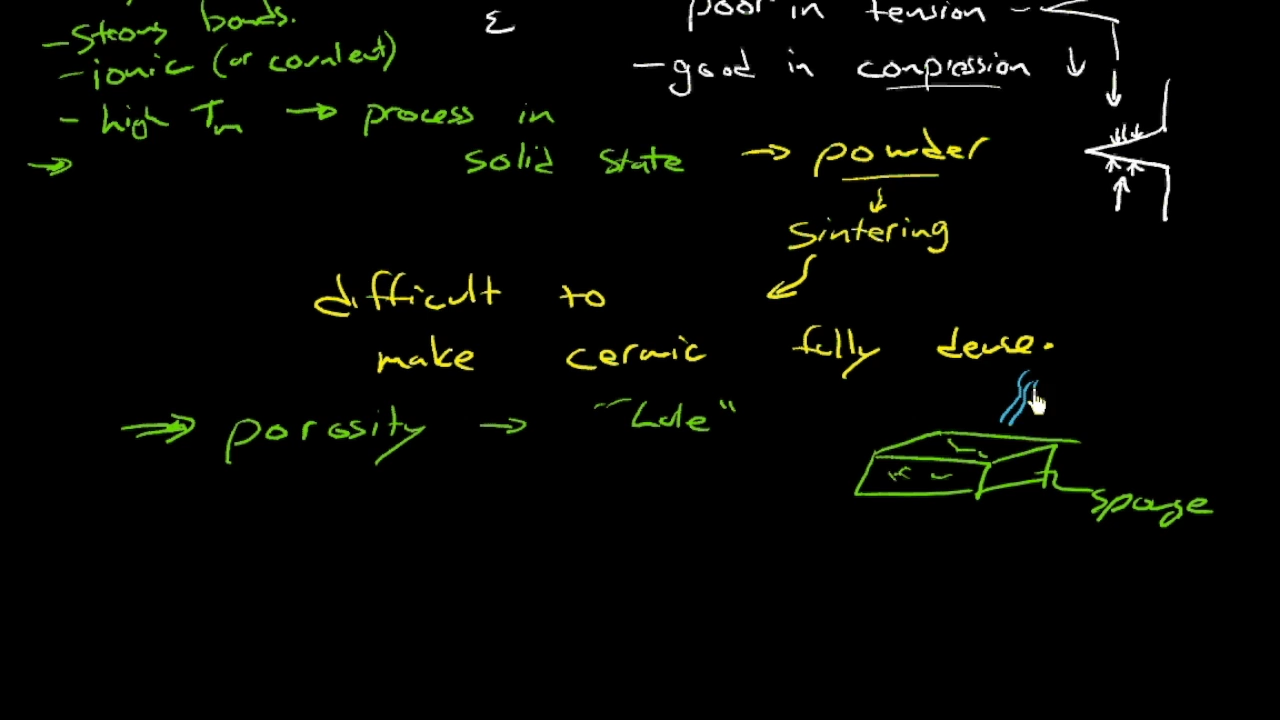 - Strong bonds.
- ionic (or covalent)
- high Tm → process in
→ solid state → powder
ε
poor in tension -
- good in compression ↓
↓
sintering
difficult to
make ceramic fully dense.
⇒ porosity → "hole"
sponge